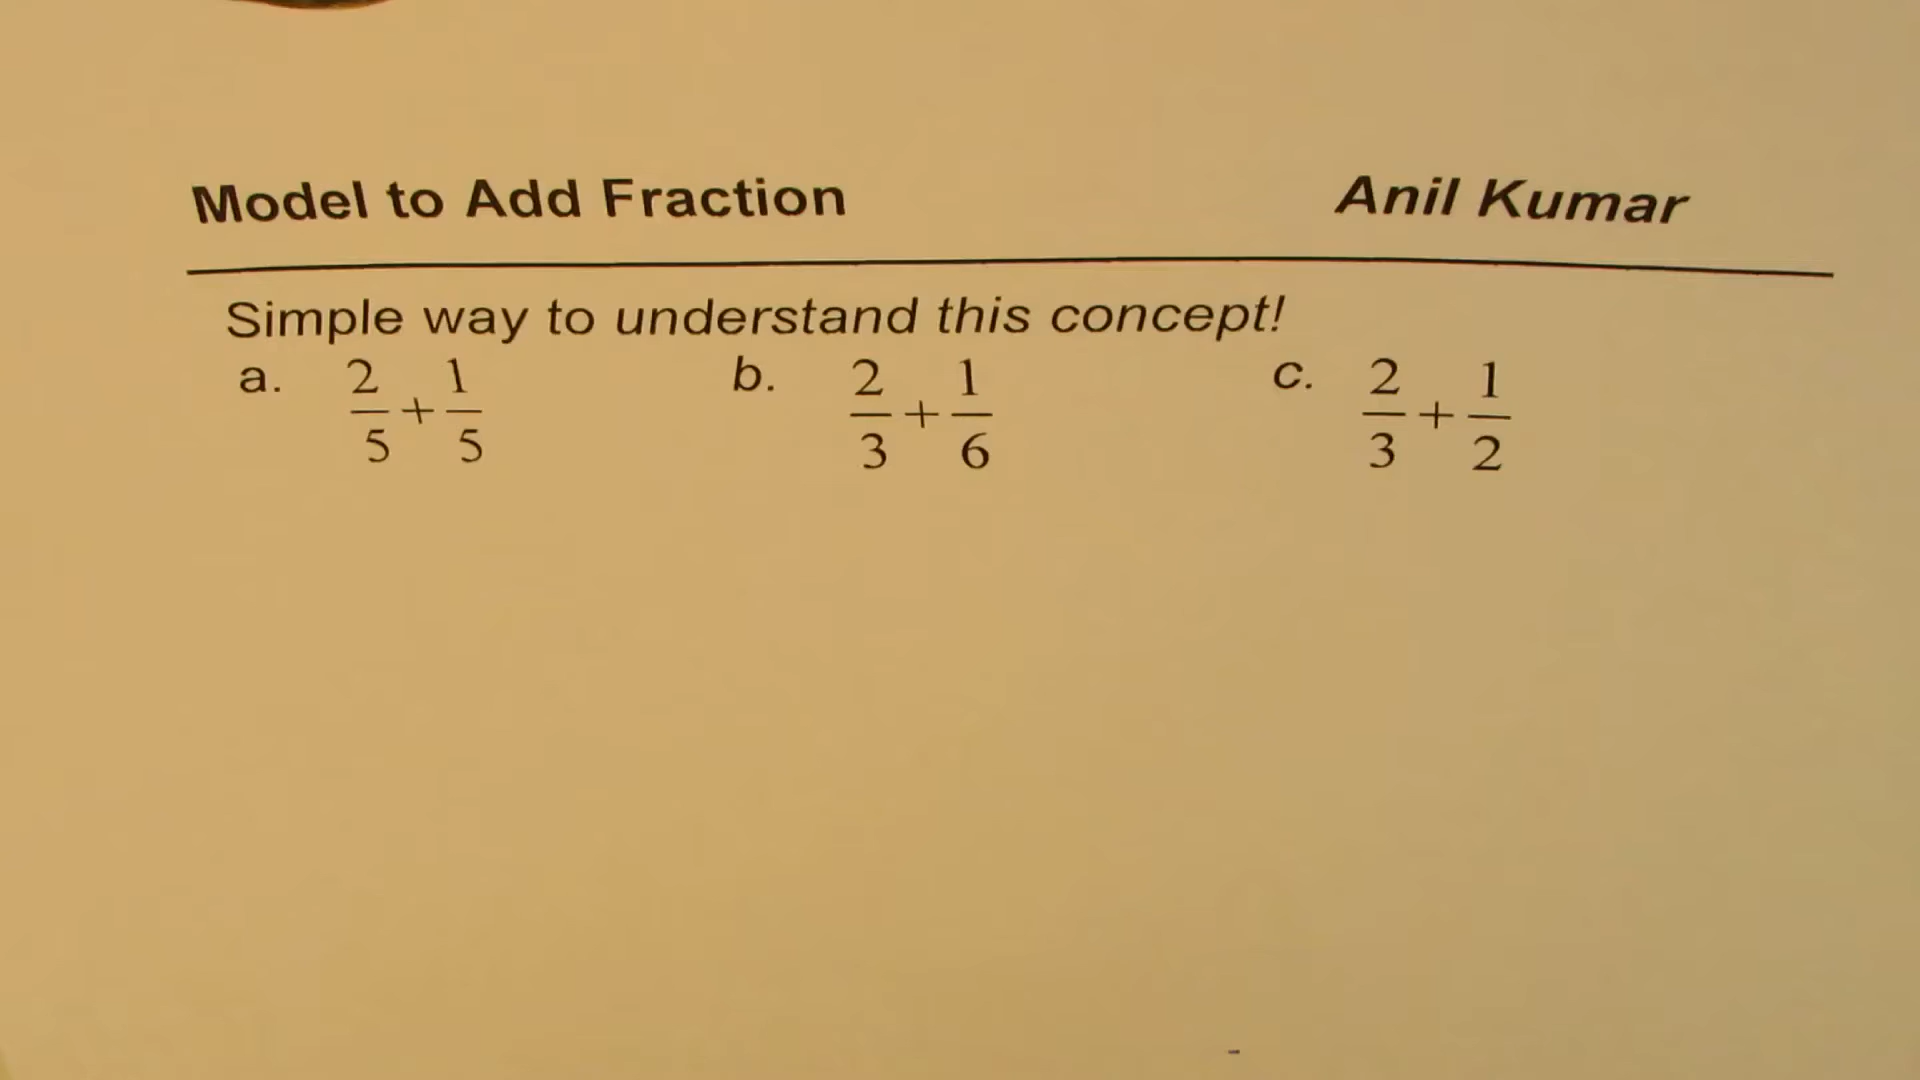 Model to Add Fraction Anil Kumar
Simple way to understand this concept!
a. 2/5 + 1/5 b. 2/3 + 1/6 c. 2/3 + 1/2